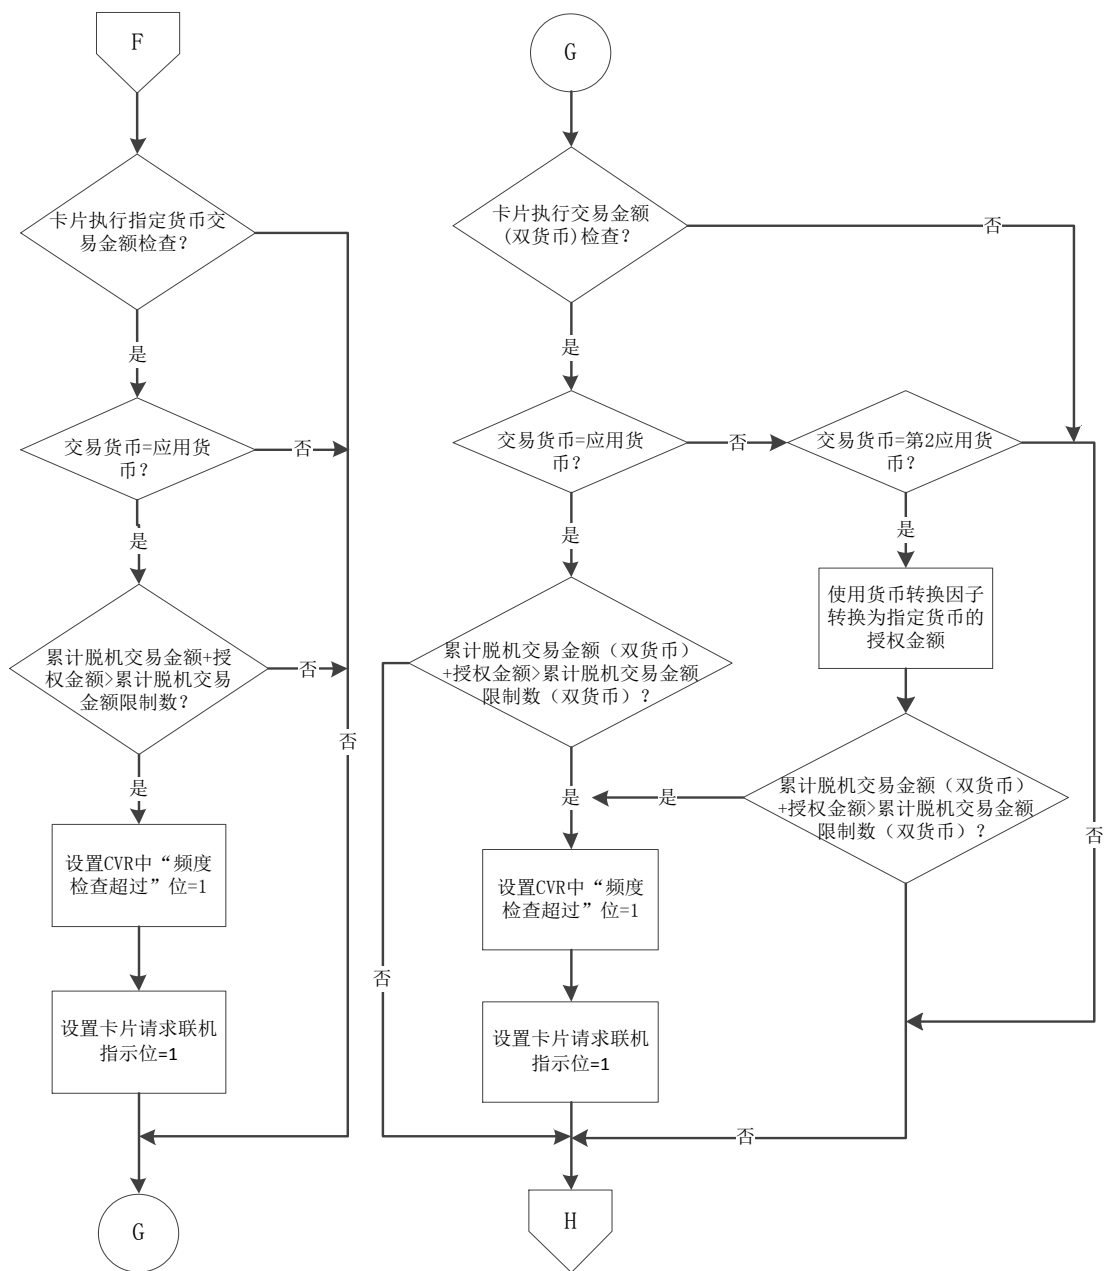 F
卡片执行指定货币交
易金额检查？
是
交易货币=应用货
币？
否
是
累计脱机交易金额+授
权金额>累计脱机交易
金额限制数？
否
否
是
设置CVR中“频度
检查超过”位=1
设置卡片请求联机
指示位=1
G
G
卡片执行交易金额
(双货币)检查？
否
是
交易货币=应用货
币？
否
交易货币=第2应用货
币？
是
是
使用货币转换因子
转换为指定货币的
授权金额
累计脱机交易金额（双货币）
+授权金额>累计脱机交易金额
限制数（双货币）？
是
是
累计脱机交易金额（双货币）
+授权金额>累计脱机交易金额
限制数（双货币）？
否
设置CVR中“频度
检查超过”位=1
否
设置卡片请求联机
指示位=1
否
H